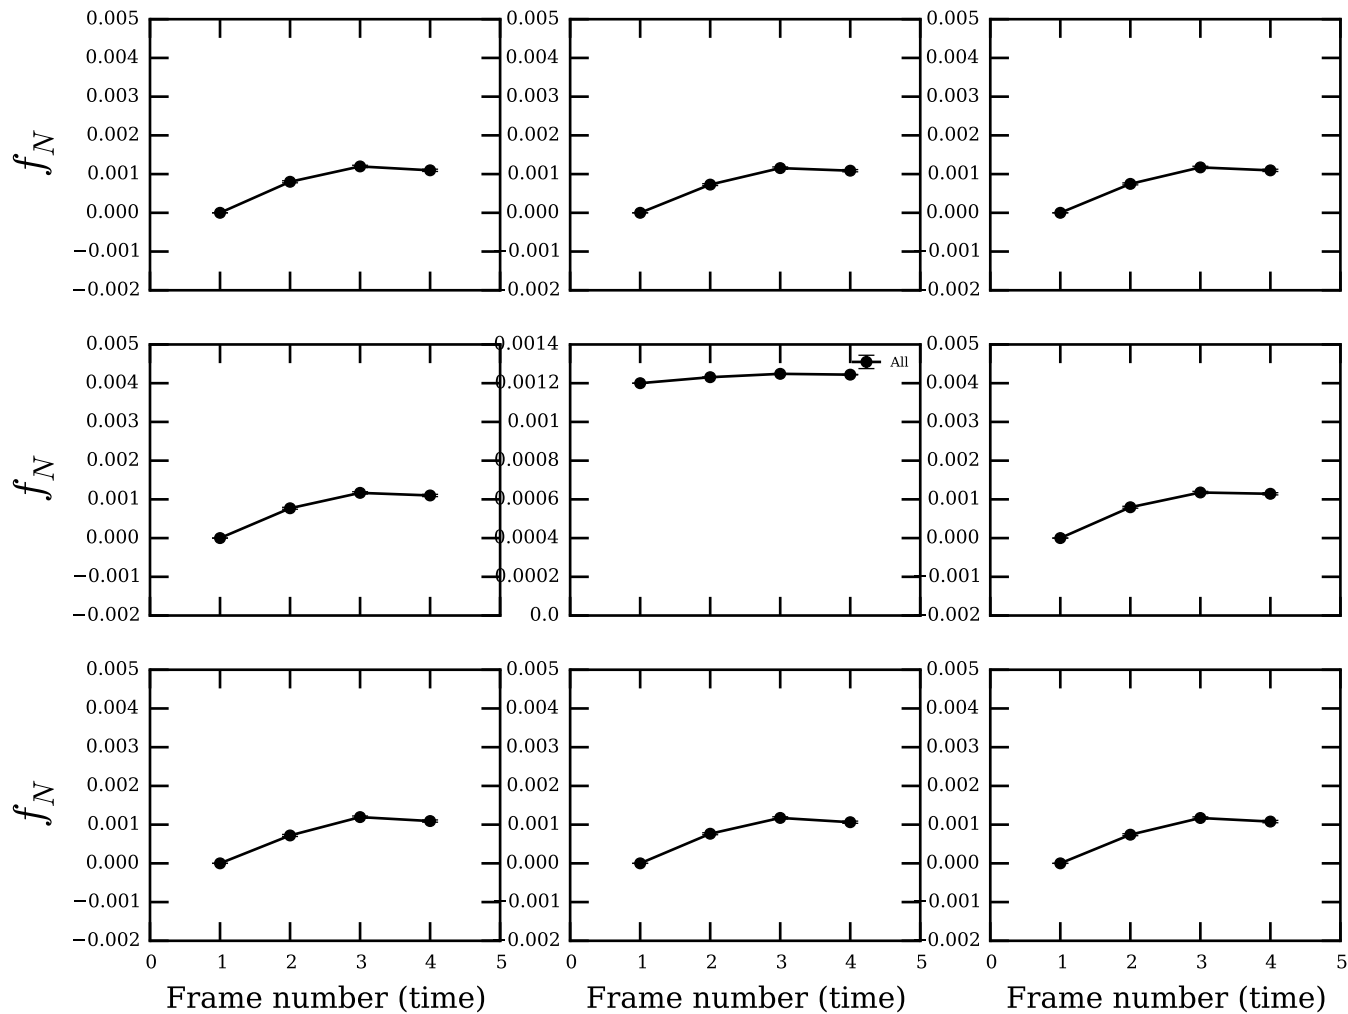 0.005 0.005 0.005
0.004 0.004 0.004
0.003 0.003 0.003
0.002 0.002 0.002
f_N
0.001 0.001 0.001
0.000 0.000 0.000
−0.001 −0.001 −0.001
−0.002 −0.002 −0.002
0.005 0.0014 0.005
All
0.004 0.0012 0.004
0.003 0.001 0.003
0.002 0.0008 0.002
f_N
0.001 0.0006 0.001
0.000 0.0004 0.000
−0.001 0.0002 −0.001
−0.002 0.0 −0.002
0.005 0.005 0.005
0.004 0.004 0.004
0.003 0.003 0.003
0.002 0.002 0.002
f_N
0.001 0.001 0.001
0.000 0.000 0.000
−0.001 −0.001 −0.001
−0.002 −0.002 −0.002
0 1 2 3 4 5 0 1 2 3 4 5 0 1 2 3 4 5
Frame number (time) Frame number (time) Frame number (time)